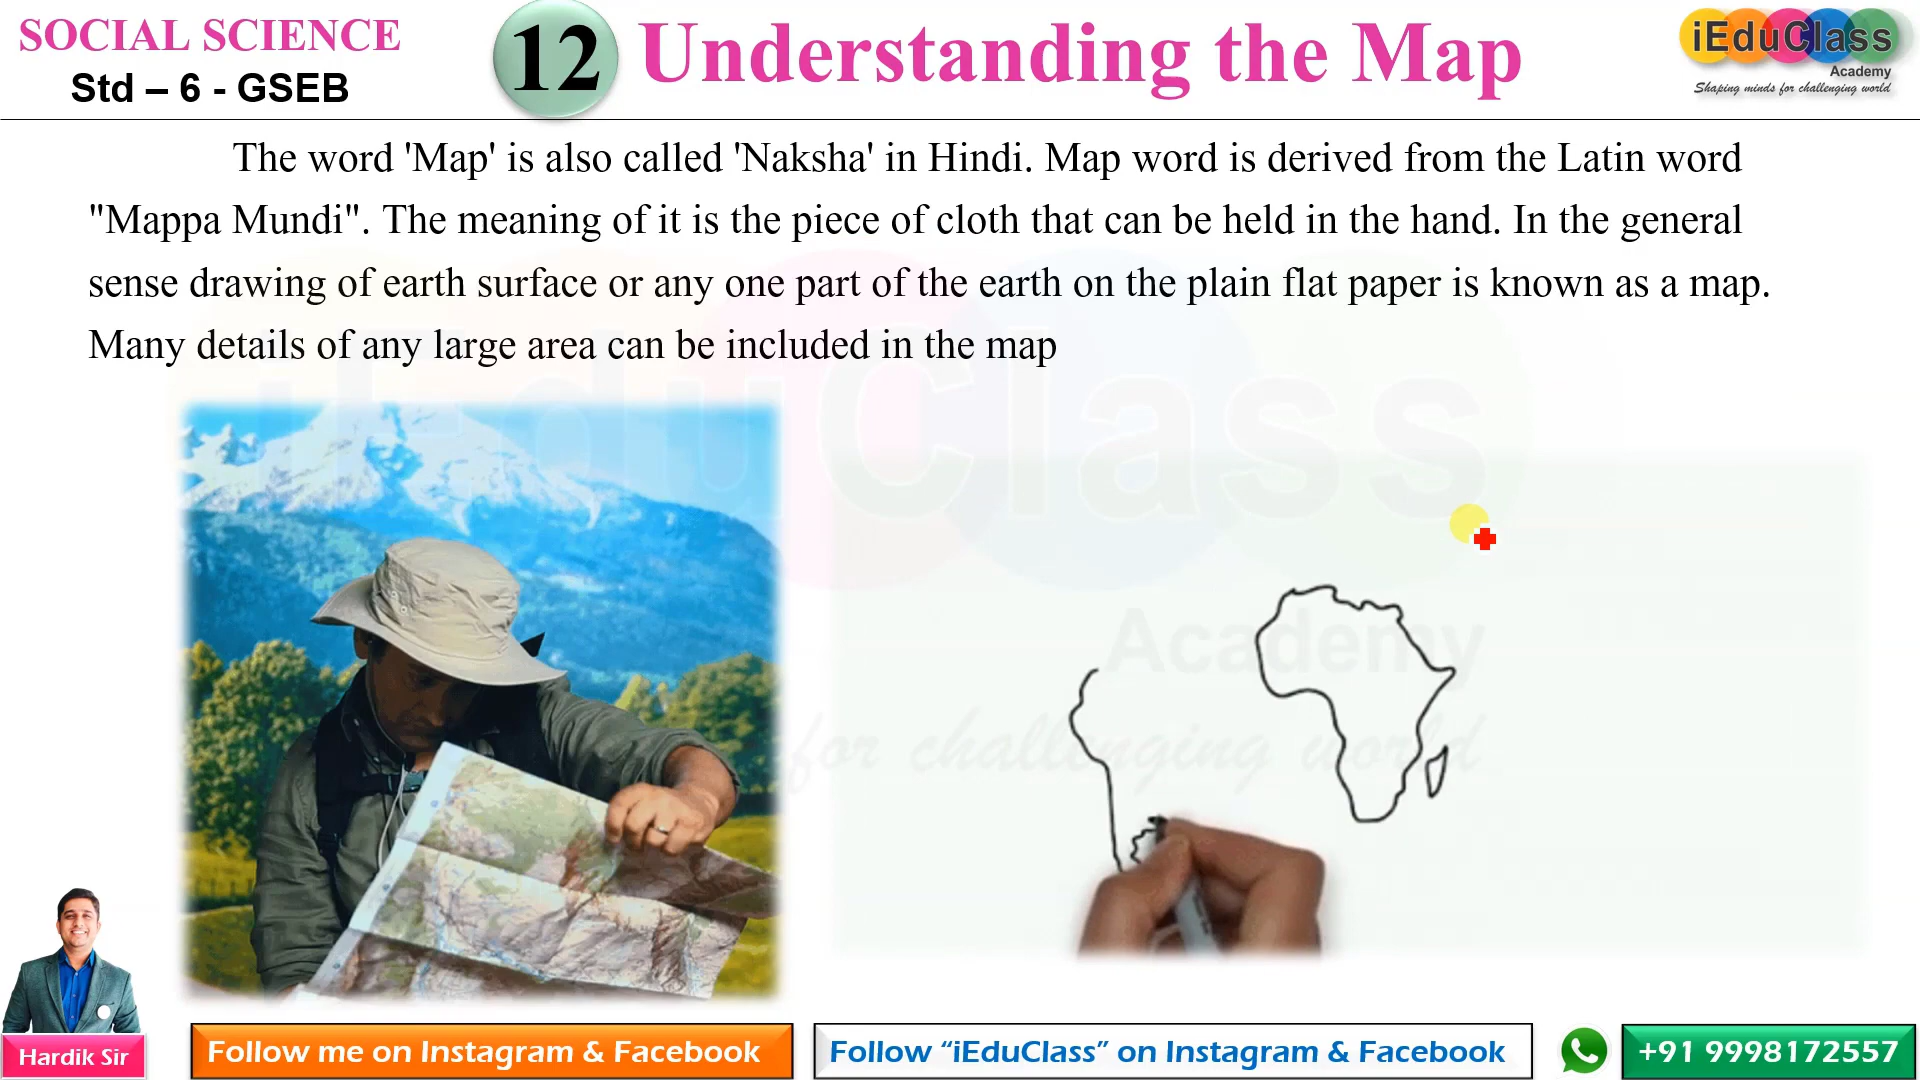 SOCIAL SCIENCE
Std – 6 - GSEB
12 Understanding the Map
iEduClass
Academy
Shaping minds for challenging world
The word 'Map' is also called 'Naksha' in Hindi. Map word is derived from the Latin word
"Mappa Mundi". The meaning of it is the piece of cloth that can be held in the hand. In the general
sense drawing of earth surface or any one part of the earth on the plain flat paper is known as a map.
Many details of any large area can be included in the map
iEduClass
Academy
for challenging world
Hardik Sir
Follow me on Instagram & Facebook
Follow “iEduClass” on Instagram & Facebook
+91 9998172557